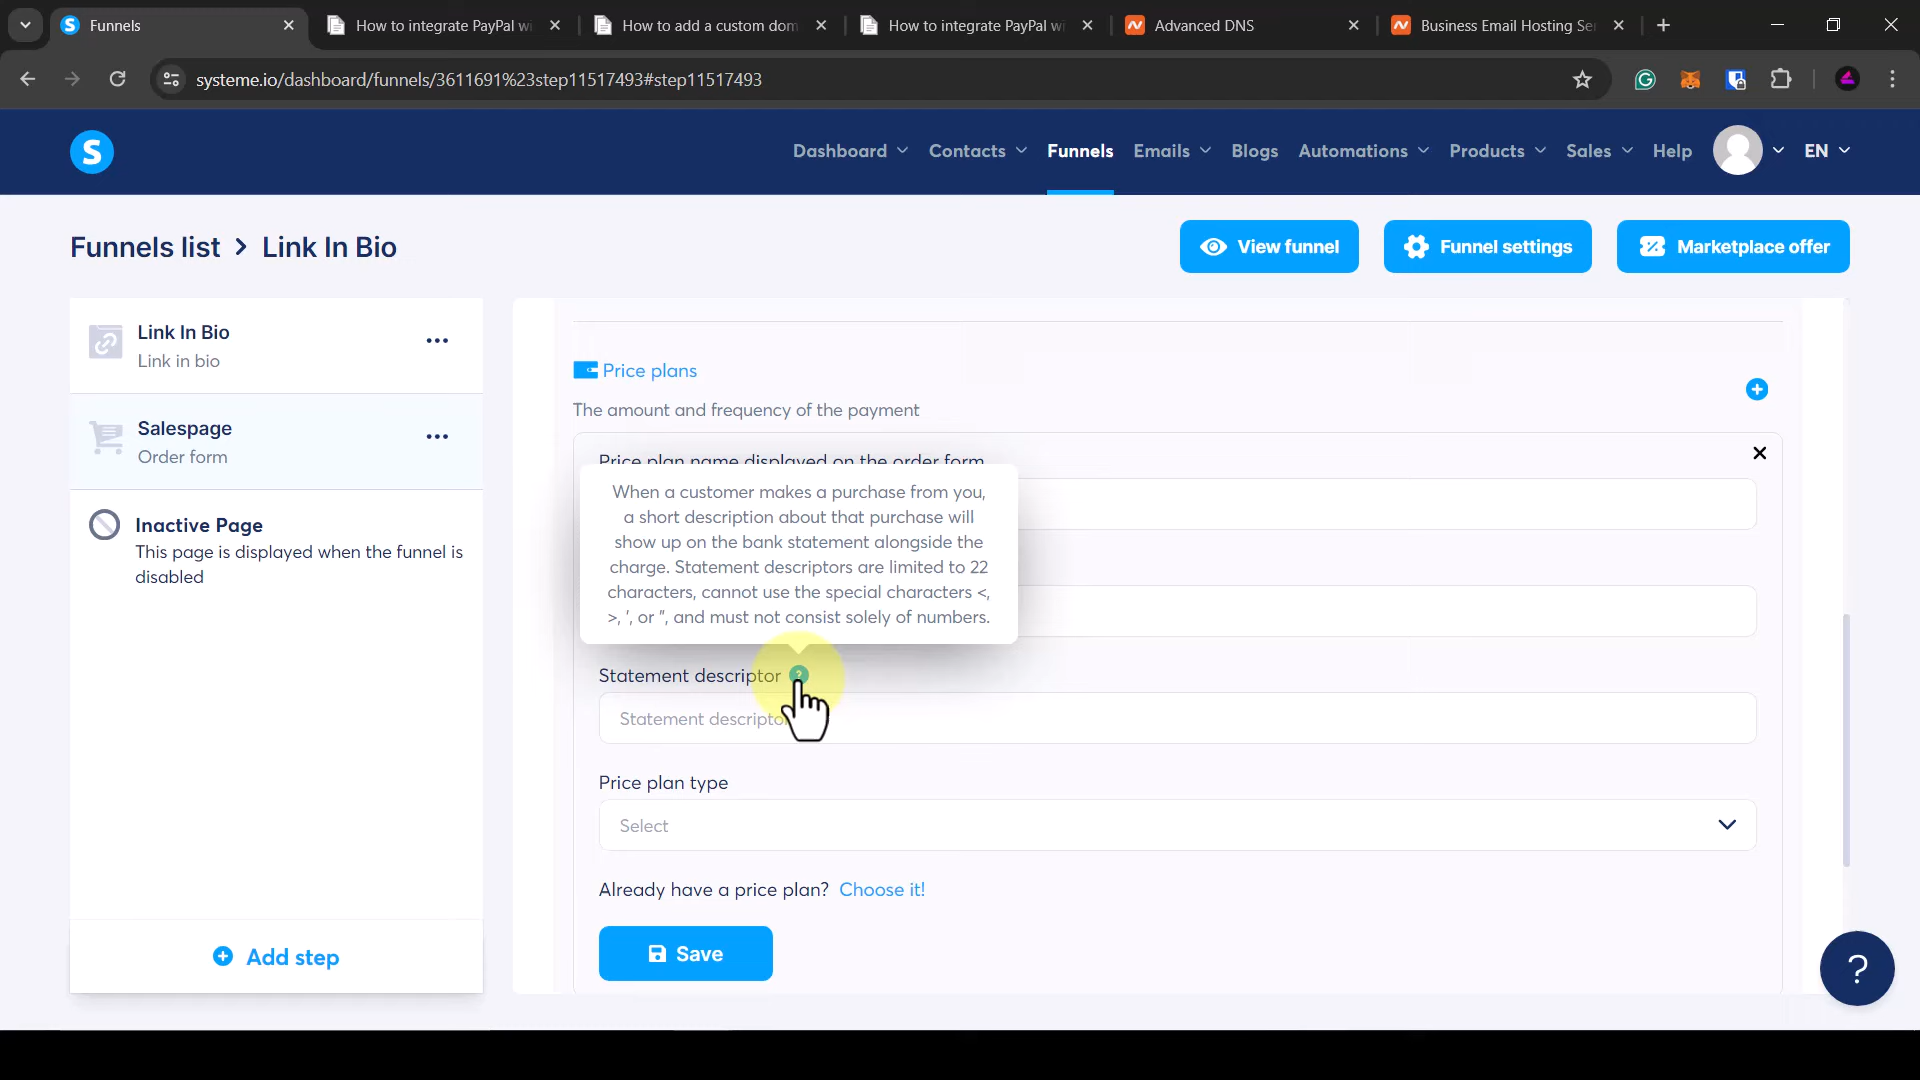 Funnels
How to integrate PayPal wi
How to add a custom dom
How to integrate PayPal wi
Advanced DNS
Business Email Hosting Se
systeme.io/dashboard/funnels/3611691%23step11517493#step11517493
S
Dashboard
Contacts
Funnels
Emails
Blogs
Automations
Products
Sales
Help
EN
Funnels list > Link In Bio
View funnel
Funnel settings
Marketplace offer
Link In Bio
Link in bio
Salespage
Order form
Inactive Page
This page is displayed when the funnel is
disabled
Add step
Price plans
The amount and frequency of the payment
Price plan name displayed on the order form
When a customer makes a purchase from you,
a short description about that purchase will
show up on the bank statement alongside the
charge. Statement descriptors are limited to 22
characters, cannot use the special characters <,
>, ', or ", and must not consist solely of numbers.
Statement descriptor ?
Statement descripto
Price plan type
Select
Already have a price plan? Choose it!
Save
?